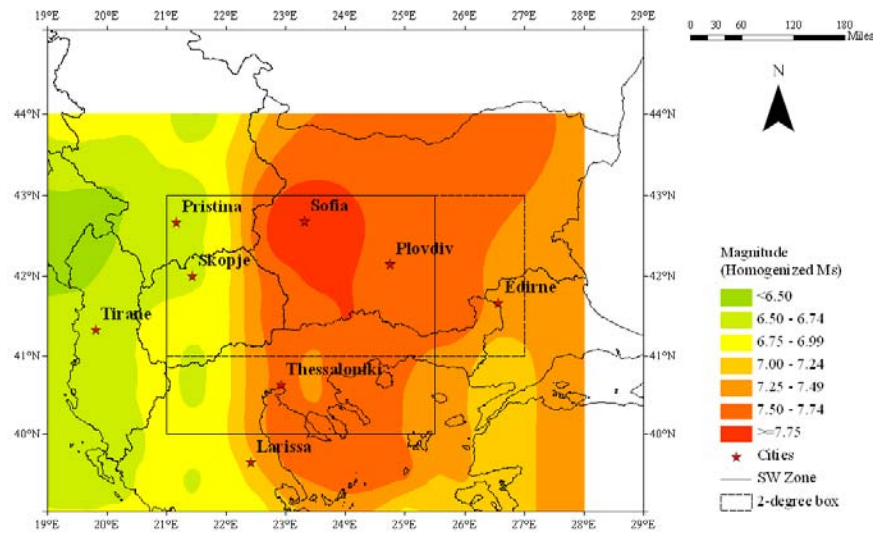 19°E 20°E 21°E 22°E 23°E 24°E 25°E 26°E 27°E 28°E 29°E
0 30 60 120 180
Miles
N
44°N 44°N
43°N 43°N
Pristina Sofia
Plovdiv
Skopje
42°N 42°N
Edirne
Tirane
41°N 41°N
Thessaloniki
40°N 40°N
Larissa
19°E 20°E 21°E 22°E 23°E 24°E 25°E 26°E 27°E 28°E 29°E
Magnitude
(Homogenized Ms)
<6.50
6.50 - 6.74
6.75 - 6.99
7.00 - 7.24
7.25 - 7.49
7.50 - 7.74
>=7.75
Cities
SW Zone
2-degree box